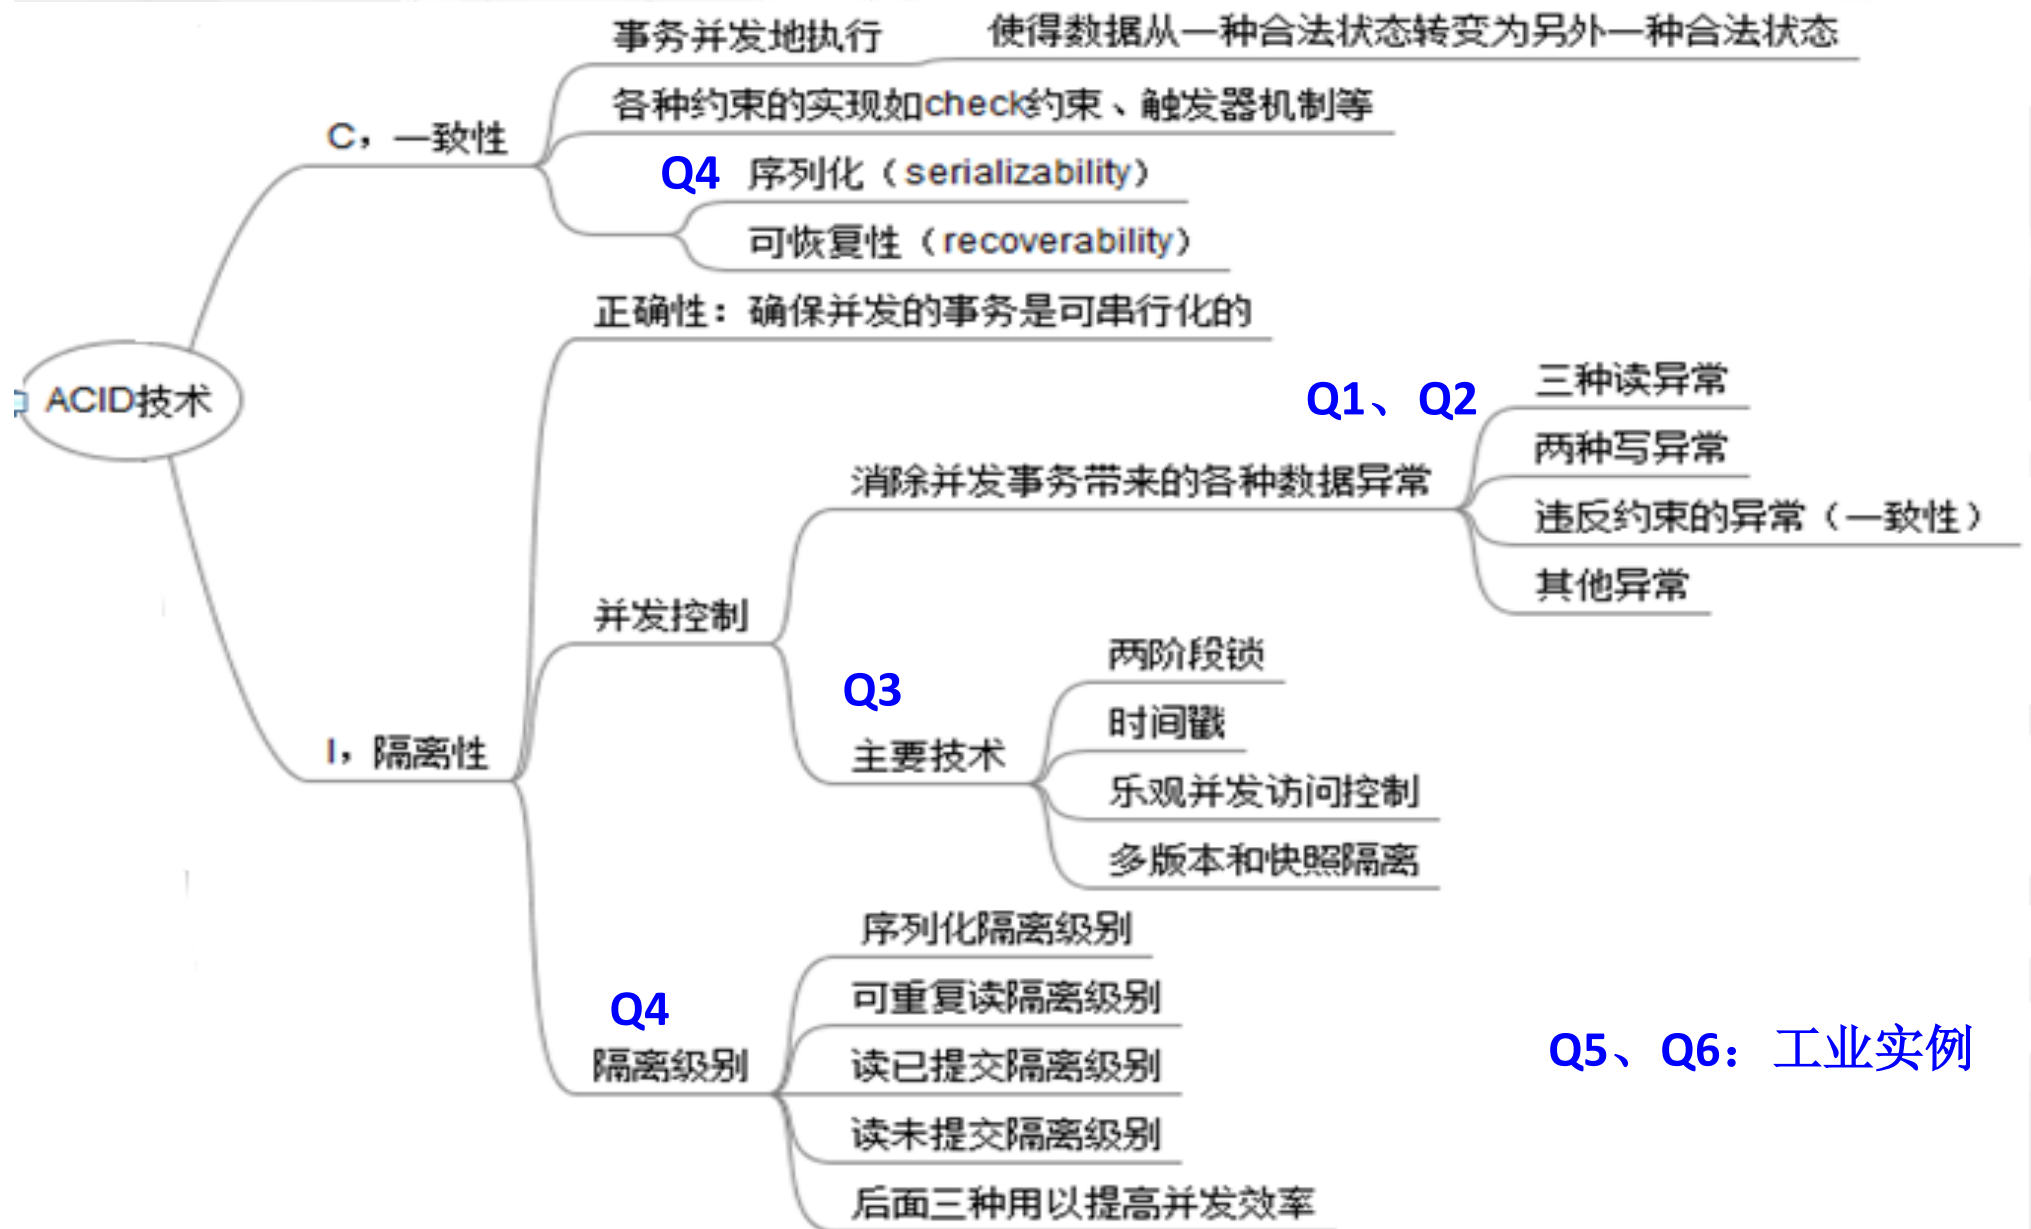 事务并发地执行
使得数据从一种合法状态转变为另外一种合法状态
各种约束的实现如check约束、触发器机制等
C，一致性
Q4
序列化（serializability）
可恢复性（recoverability）
正确性：确保并发的事务是可串行化的
ACID技术
Q1、Q2
三种读异常
两种写异常
消除并发事务带来的各种数据异常
违反约束的异常（一致性）
其他异常
并发控制
两阶段锁
Q3
时间戳
I，隔离性
主要技术
乐观并发访问控制
多版本和快照隔离
序列化隔离级别
可重复读隔离级别
Q4
隔离级别
读已提交隔离级别
Q5、Q6：工业实例
读未提交隔离级别
后面三种用以提高并发效率